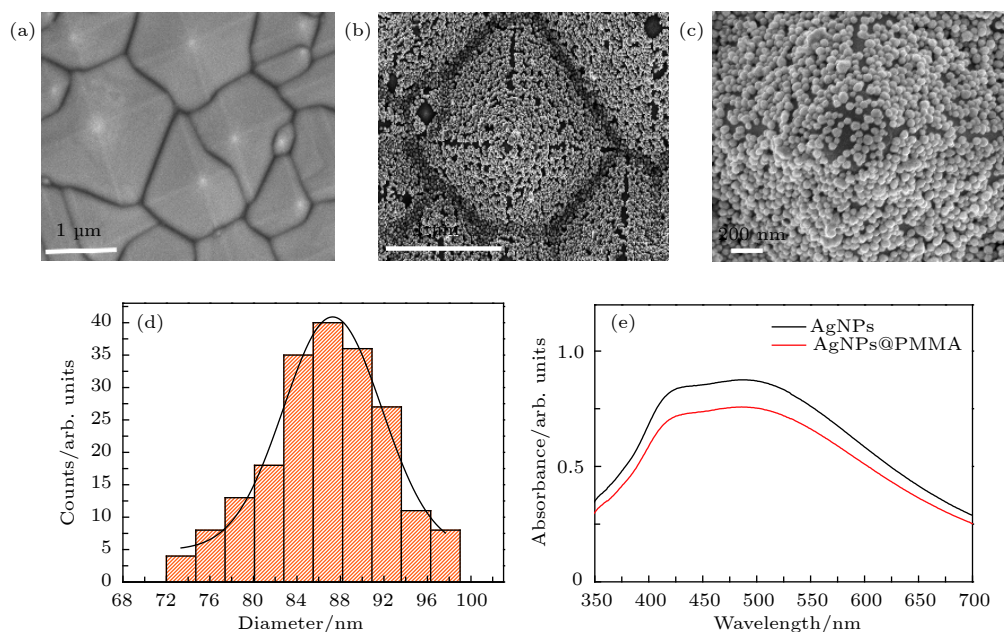 (a)
1 µm
(b)
(c)
200 nm
(d)
Counts/arb. units
40
35
30
25
20
15
10
5
0
68 72 76 80 84 88 92 96 100
Diameter/nm
(e)
AgNPs
AgNPs@PMMA
Absorbance/arb. units
1.0
0.5
0
350 400 450 500 550 600 650 700
Wavelength/nm